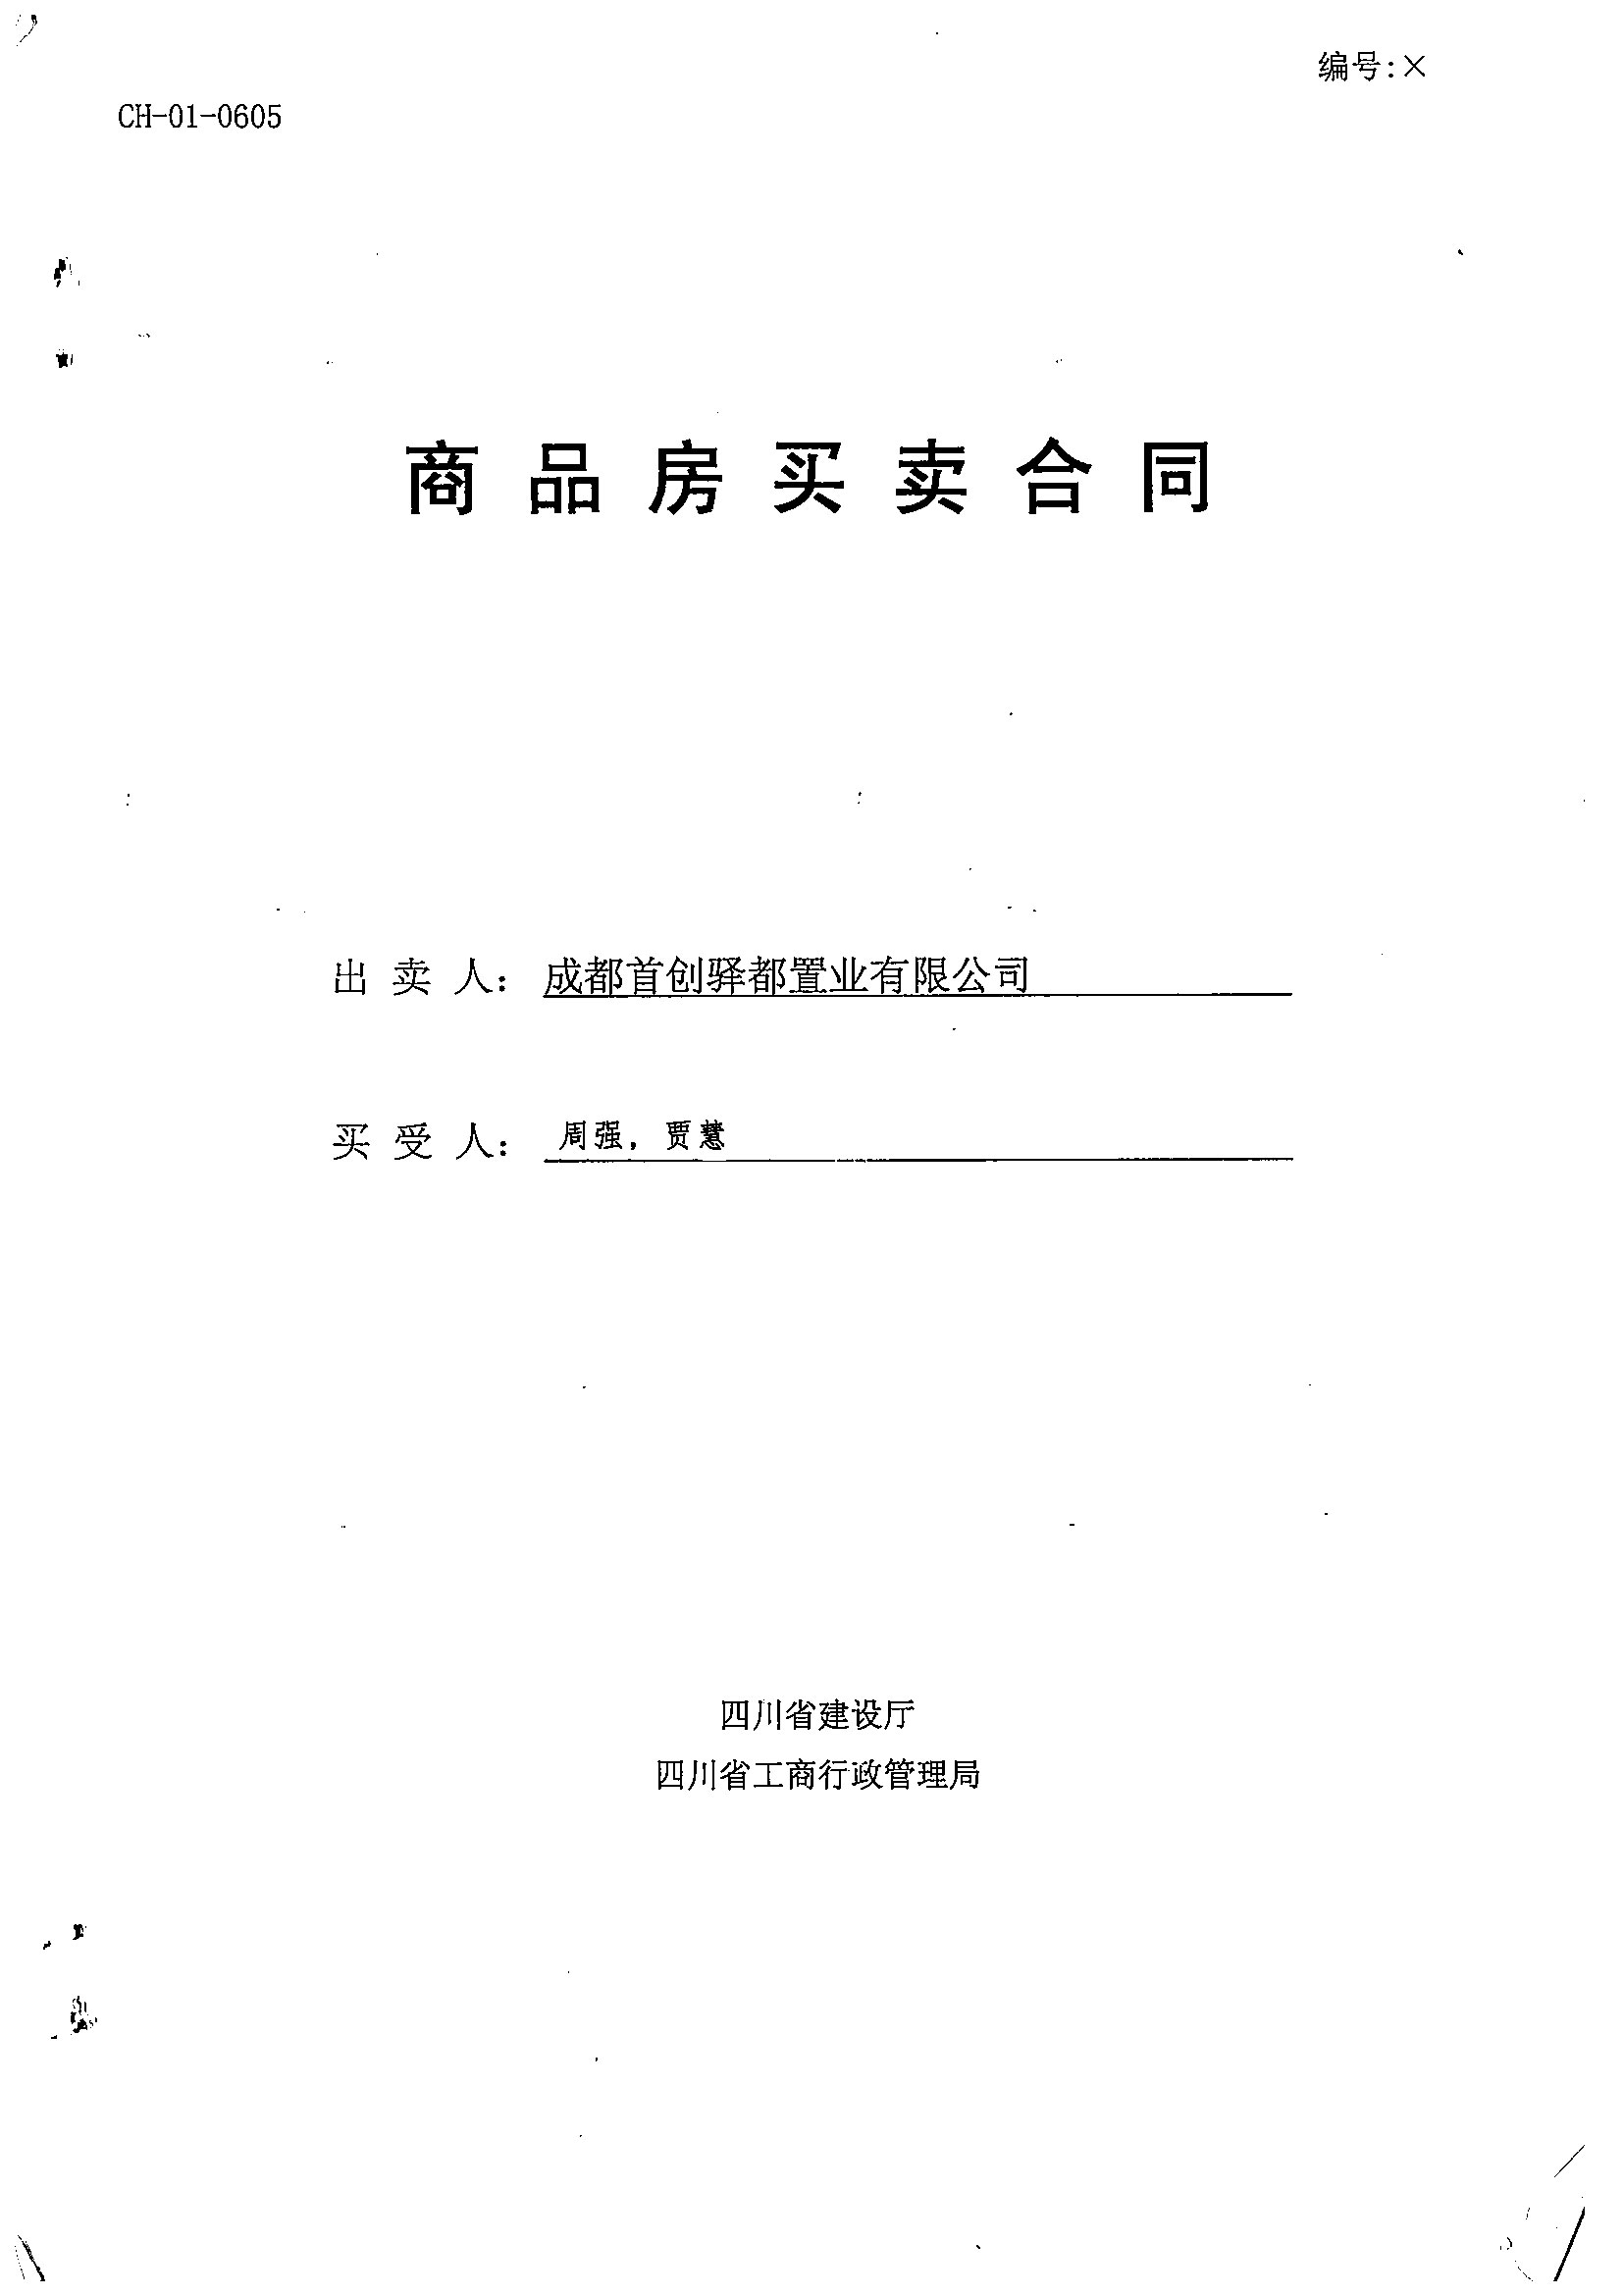 编号:×
CH-01-0605
商品房买卖合同
出卖人：成都首创驿都置业有限公司
买受人：周强，贾慧
四川省建设厅
四川省工商行政管理局